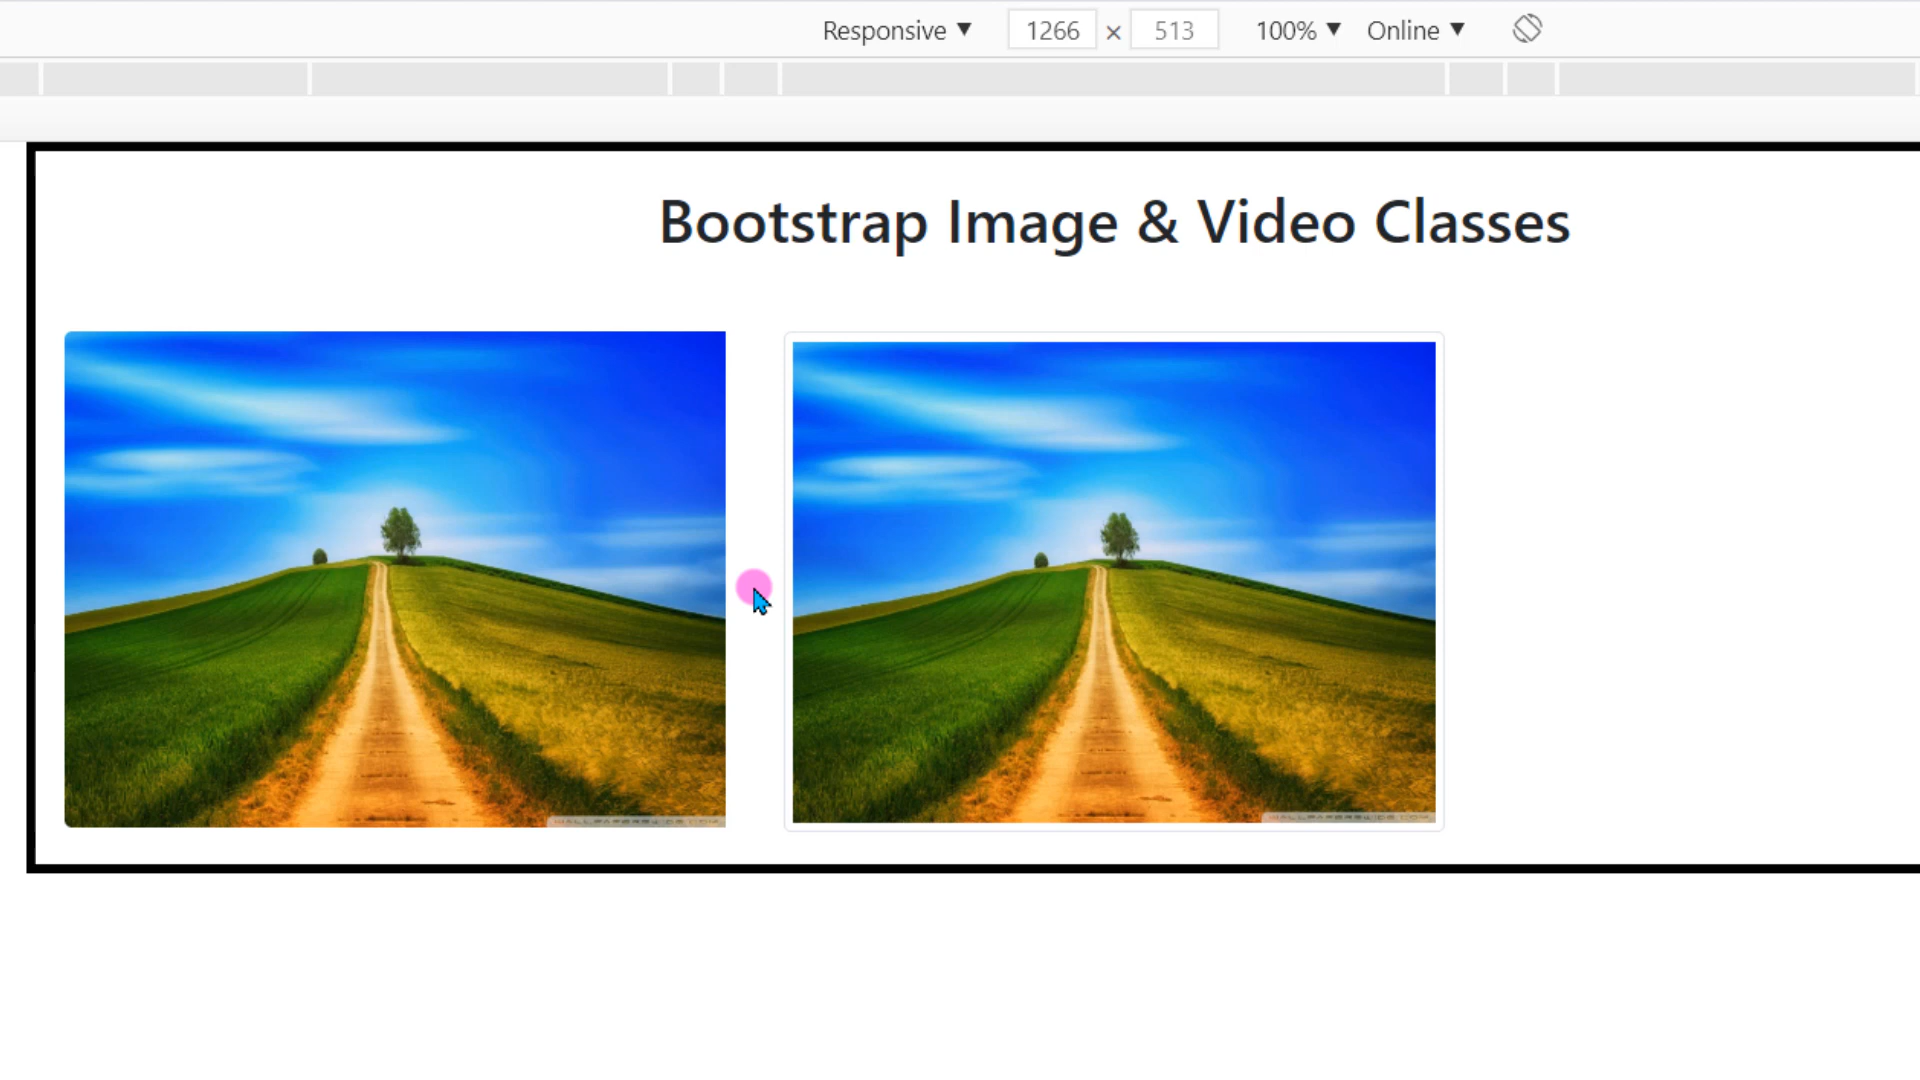 Responsive ▼ 1266 × 513 100% ▼ Online ▼
Bootstrap Image & Video Classes